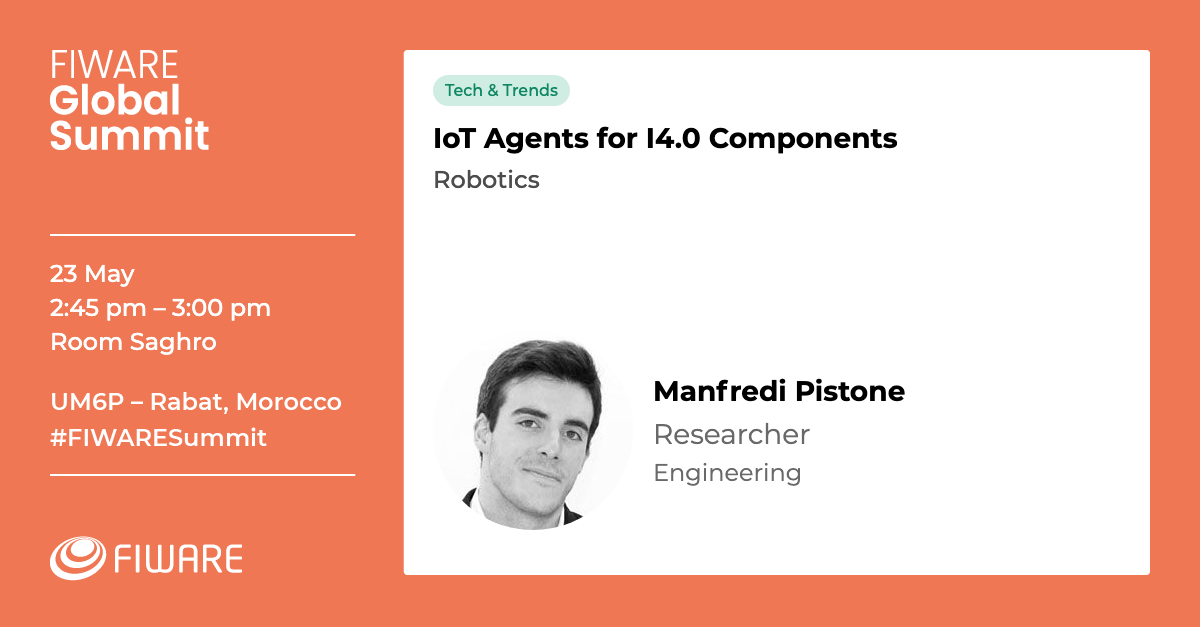 FIWARE
Global
Summit
23 May
2:45 pm – 3:00 pm
Room Saghro
UM6P – Rabat, Morocco
#FIWARESummit
FIWARE
Tech & Trends
IoT Agents for I4.0 Components
Robotics
Manfredi Pistone
Researcher
Engineering